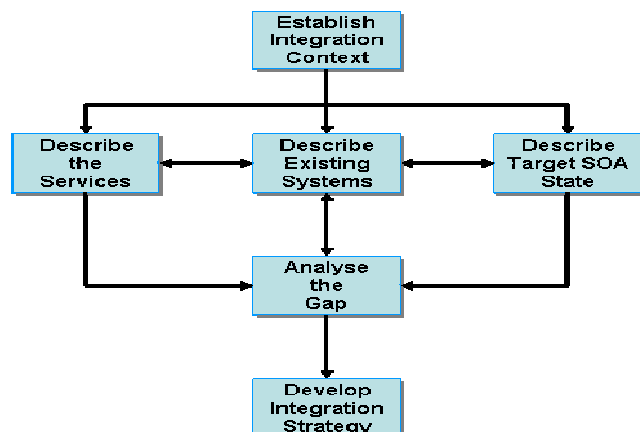 Establish
Integration
Context
Describe
the
Services
Describe
Existing
Systems
Describe
Target SOA
State
Analyse
the
Gap
Develop
Integration
Strategy